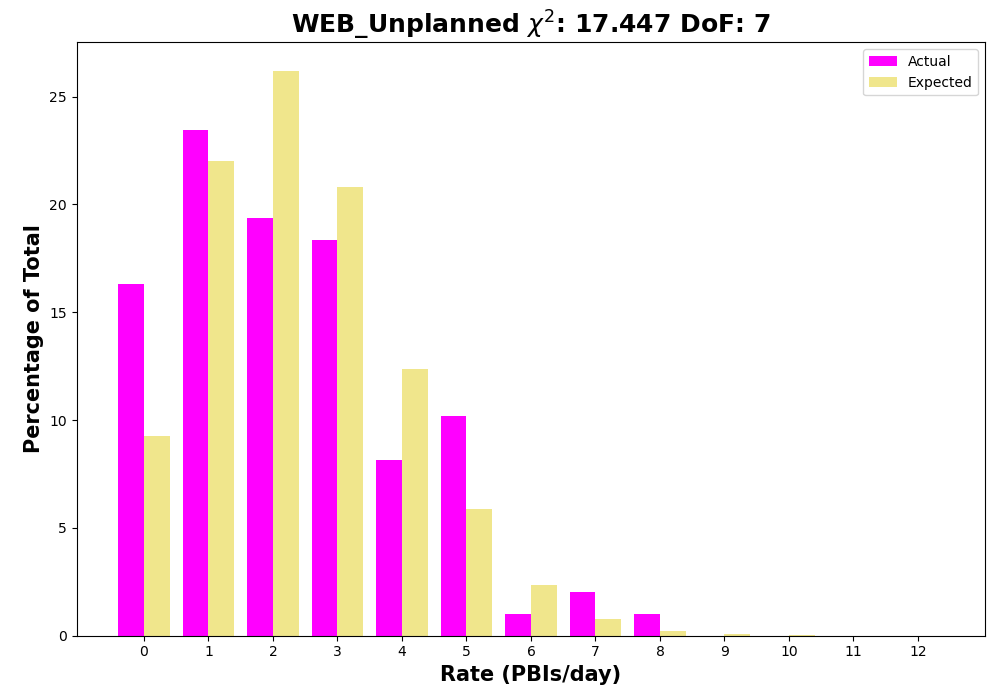 WEB_Unplanned χ²: 17.447 DoF: 7
Actual
Expected
Percentage of Total
25
20
15
10
5
0
0 1 2 3 4 5 6 7 8 9 10 11 12
Rate (PBIs/day)